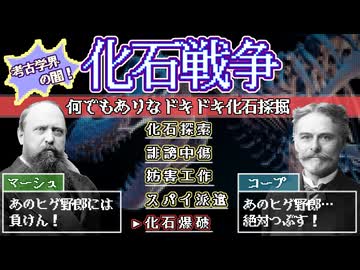 考古学界
の闇！
化石戦争
何でもありなドキドキ化石採掘
化石探索
誹謗中傷
妨害工作
スパイ派遣
▶化石爆破
マーシュ
あのヒゲ野郎には
負けん！
コープ
あのヒゲ野郎…
絶対つぶす！